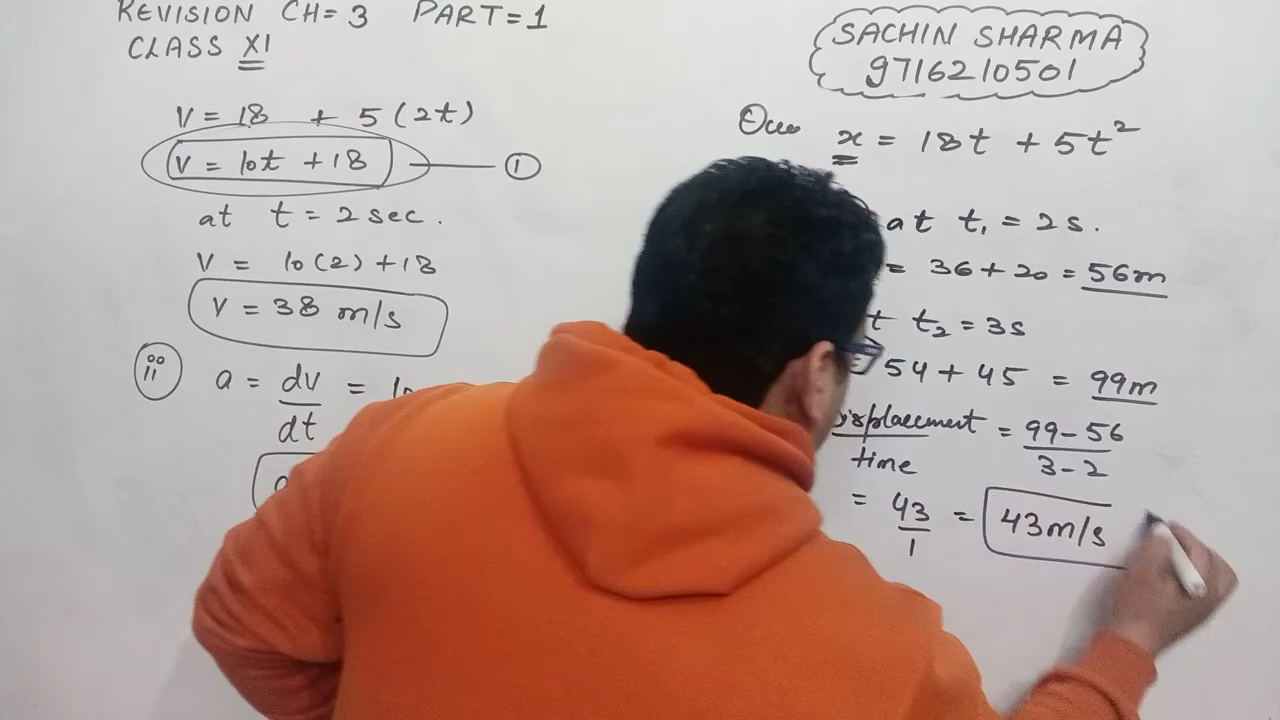 REVISION CH=3 PART=1
CLASS XI
V = 18 + 5 (2t)
V = 10t + 18 ①
at t = 2 sec.
V = 10(2) + 18
V = 38 m/s
ii a = dv/dt = 10
SACHIN SHARMA
9716210501
x = 18t + 5t²
at t₁ = 2s.
= 36 + 20 = 56m
t t₂ = 3s
= 54 + 45 = 99m
isplacement/time = 99-56/3-2
= 43/1 = 43m/s